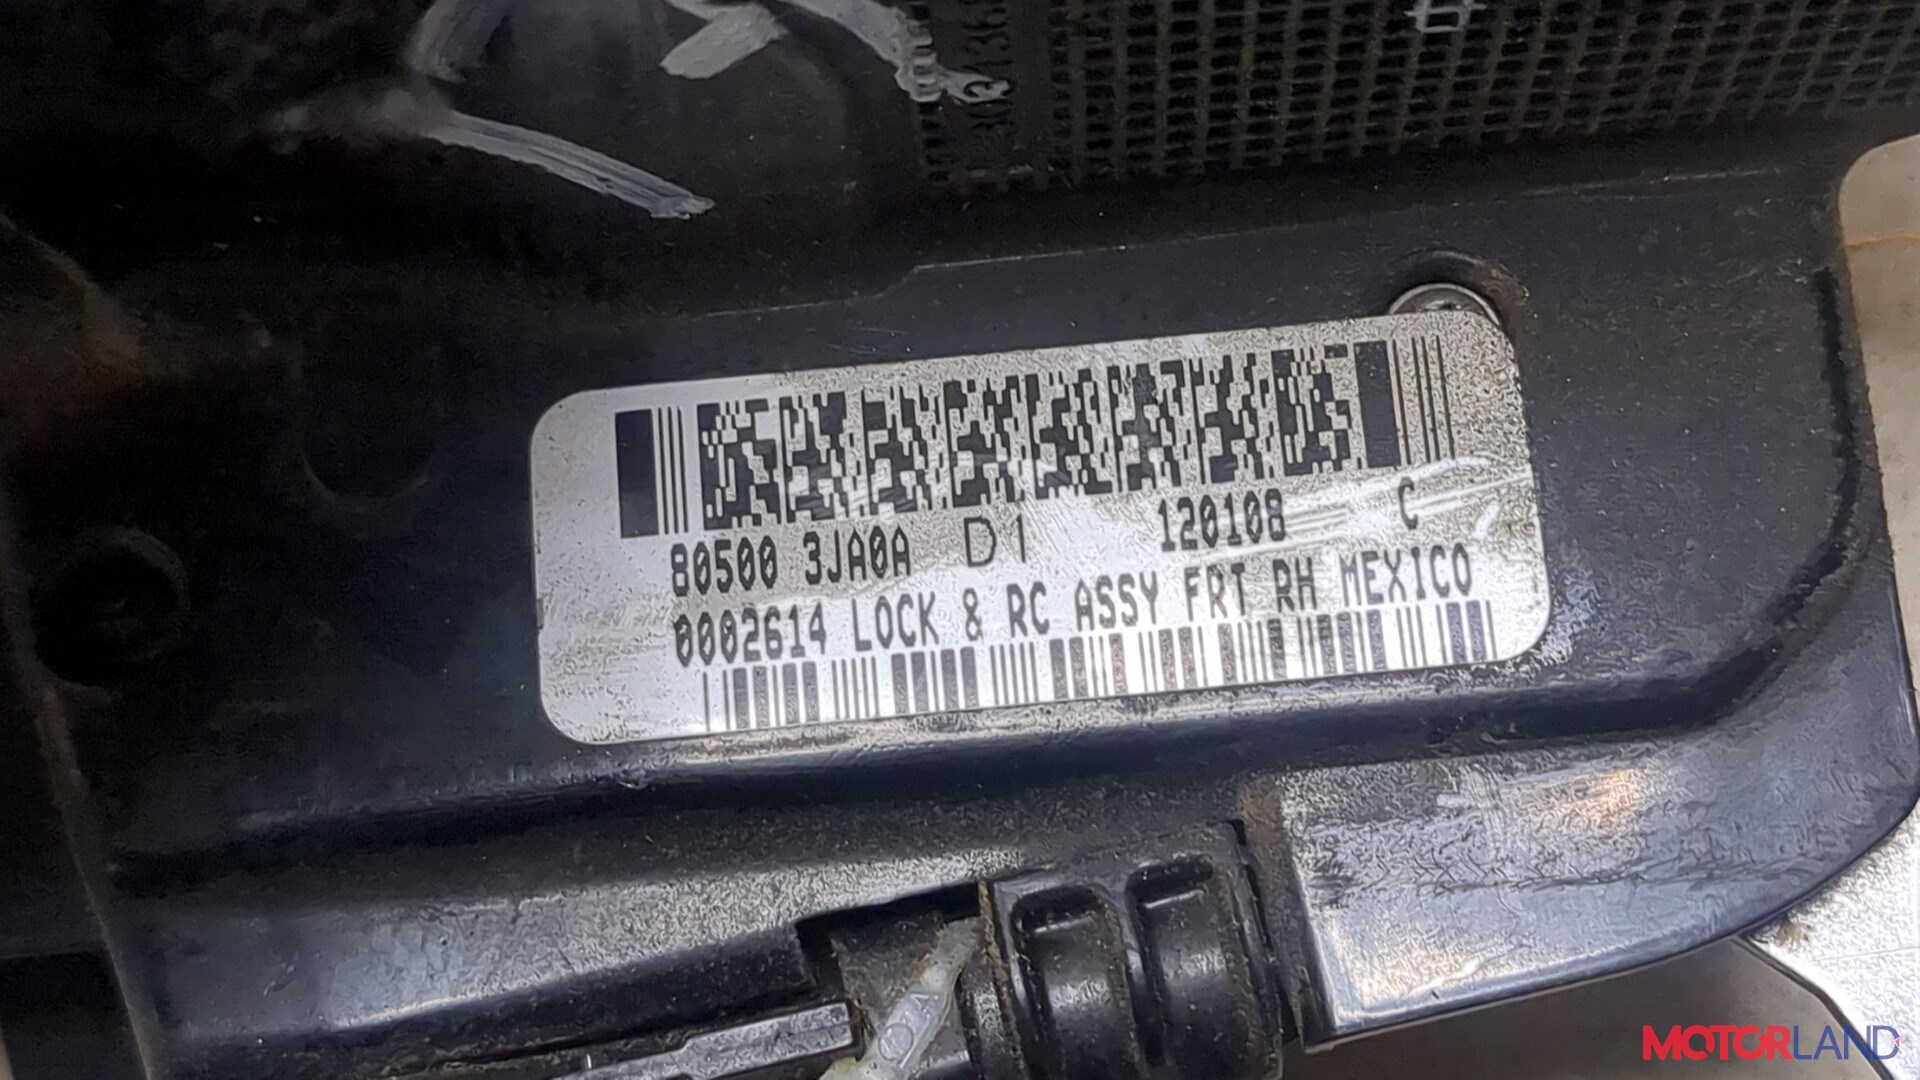 80500 3JA0A D1 120108 C
0002614 LOCK & RC ASSY FRT RH MEXICO
MOTORLAND